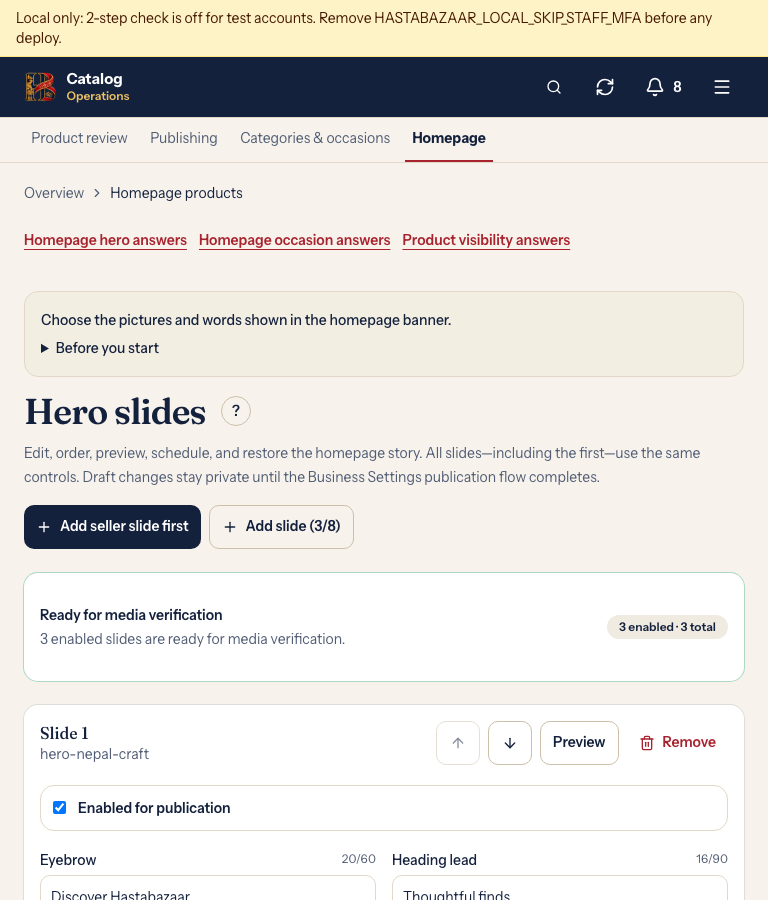 Local only: 2-step check is off for test accounts. Remove HASTABAZAAR_LOCAL_SKIP_STAFF_MFA before any
deploy.
Catalog
Operations
8
Product review
Publishing
Categories & occasions
Homepage
Overview > Homepage products
Homepage hero answers
Homepage occasion answers
Product visibility answers
Choose the pictures and words shown in the homepage banner.
Before you start
Hero slides ?
Edit, order, preview, schedule, and restore the homepage story. All slides—including the first—use the same
controls. Draft changes stay private until the Business Settings publication flow completes.
+ Add seller slide first
+ Add slide (3/8)
Ready for media verification
3 enabled slides are ready for media verification.
3 enabled · 3 total
Slide 1
hero-nepal-craft
Preview
Remove
Enabled for publication
Eyebrow 20/60
Heading lead 16/90
Discover Hastabazaar
Thoughtful finds